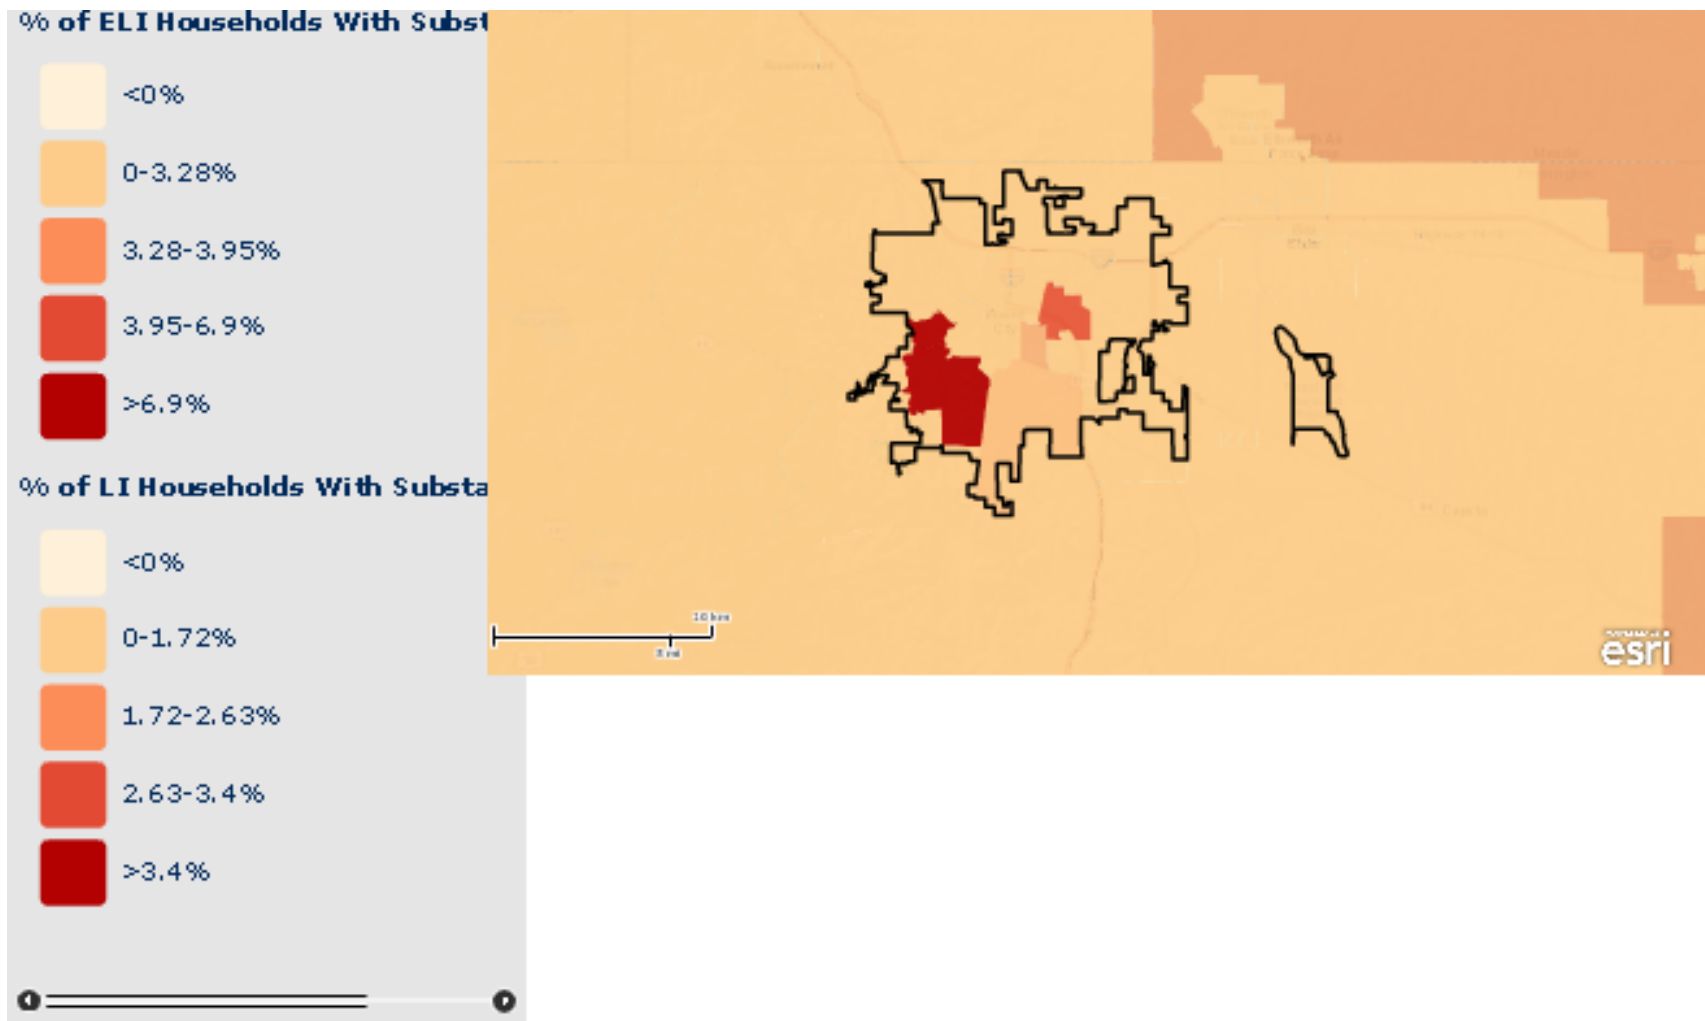 % of ELI Households With Subst
<0%
0-3.28%
3.28-3.95%
3.95-6.9%
>6.9%
% of LI Households With Substa
<0%
0-1.72%
1.72-2.63%
2.63-3.4%
>3.4%
10 km
esri